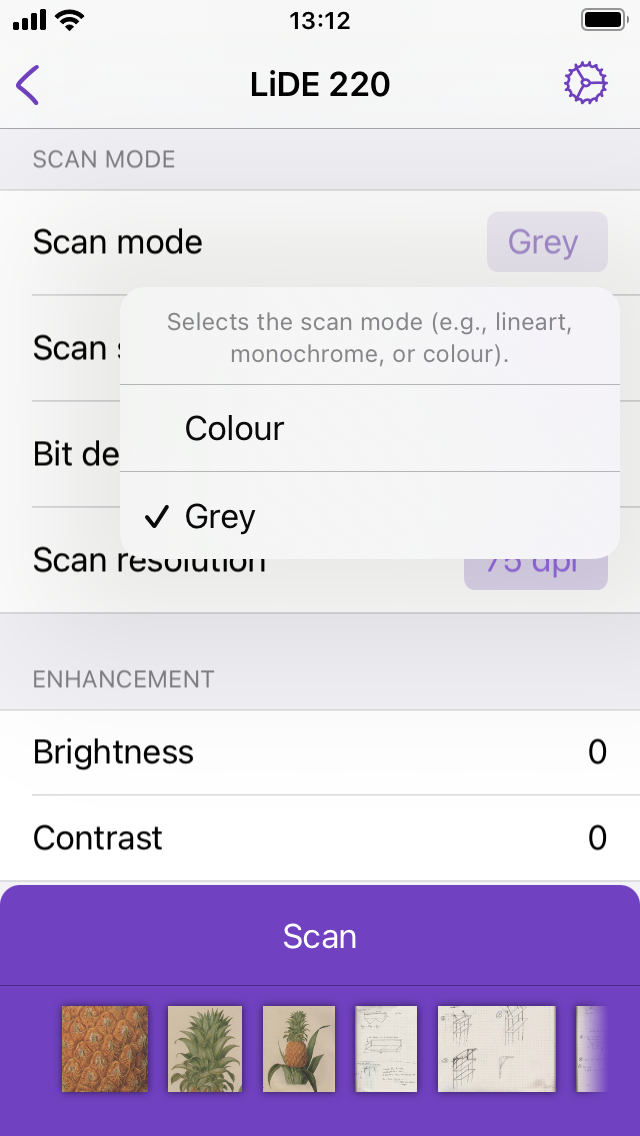 13:12
LiDE 220
SCAN MODE
Scan mode
Grey
Selects the scan mode (e.g., lineart,
monochrome, or colour).
Scan
Colour
Bit de
Grey
Scan resolution
75 dpi
ENHANCEMENT
Brightness
0
Contrast
0
Scan